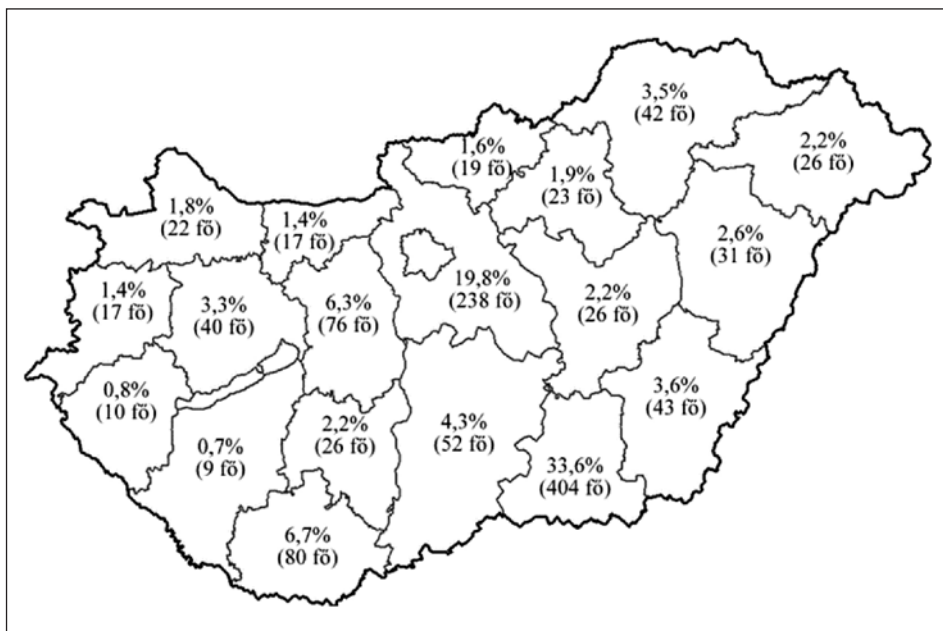 3,5%
(42 fő)
1,6%
(19 fő)
2,2%
(26 fő)
1,9%
(23 fő)
1,8%
(22 fő)
1,4%
(17 fő)
2,6%
(31 fő)
19,8%
(238 fő)
1,4%
(17 fő)
3,3%
(40 fő)
6,3%
(76 fő)
2,2%
(26 fő)
0,8%
(10 fő)
3,6%
(43 fő)
2,2%
(26 fő)
4,3%
(52 fő)
0,7%
(9 fő)
33,6%
(404 fő)
6,7%
(80 fő)